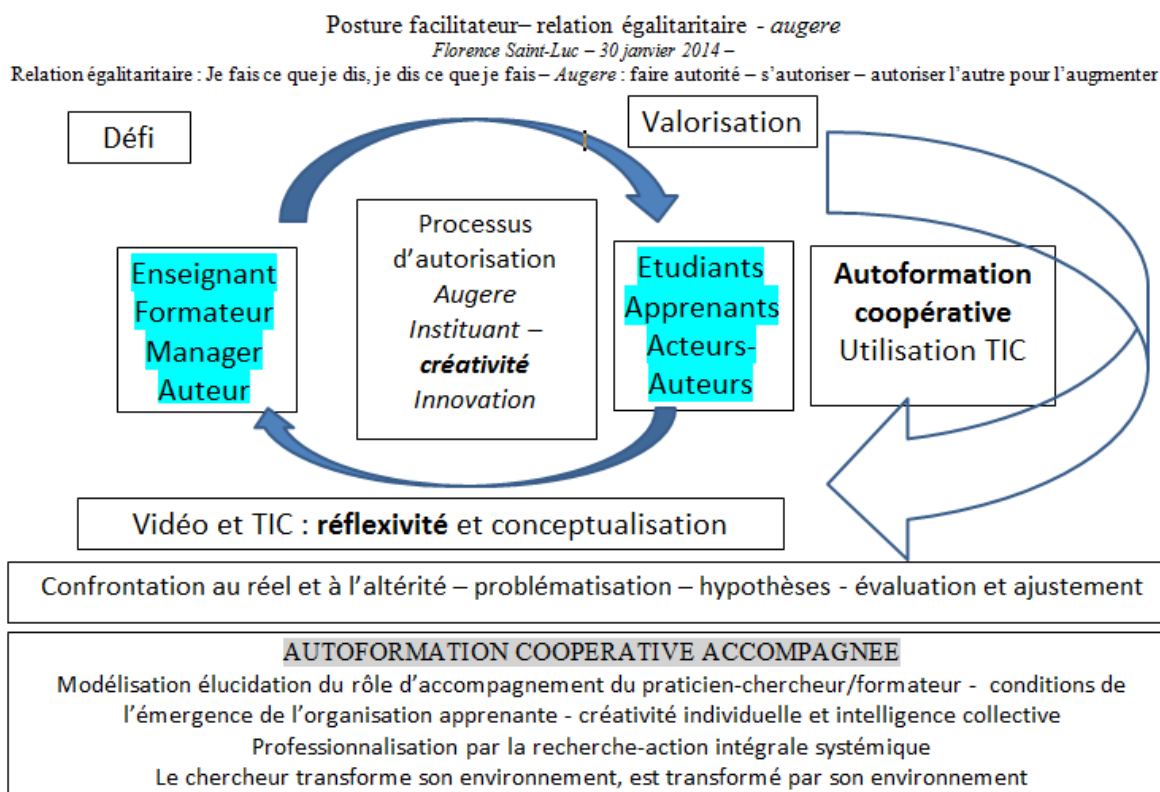 Posture facilitateur– relation égalitaritaire - augere
Florence Saint-Luc – 30 janvier 2014 –
Relation égalitaritaire : Je fais ce que je dis, je dis ce que je fais – Augere : faire autorité – s'autoriser – autoriser l'autre pour l'augmenter
Défi
Valorisation
Enseignant
Formateur
Manager
Auteur
Processus
d'autorisation
Augere
Instituant –
créativité
Innovation
Etudiants
Apprenants
Acteurs-
Auteurs
Autoformation
coopérative
Utilisation TIC
Vidéo et TIC : réflexivité et conceptualisation
Confrontation au réel et à l'altérité – problématisation – hypothèses - évaluation et ajustement
AUTOFORMATION COOPERATIVE ACCOMPAGNEE
Modélisation élucidation du rôle d'accompagnement du praticien-chercheur/formateur - conditions de
l'émergence de l'organisation apprenante - créativité individuelle et intelligence collective
Professionnalisation par la recherche-action intégrale systémique
Le chercheur transforme son environnement, est transformé par son environnement